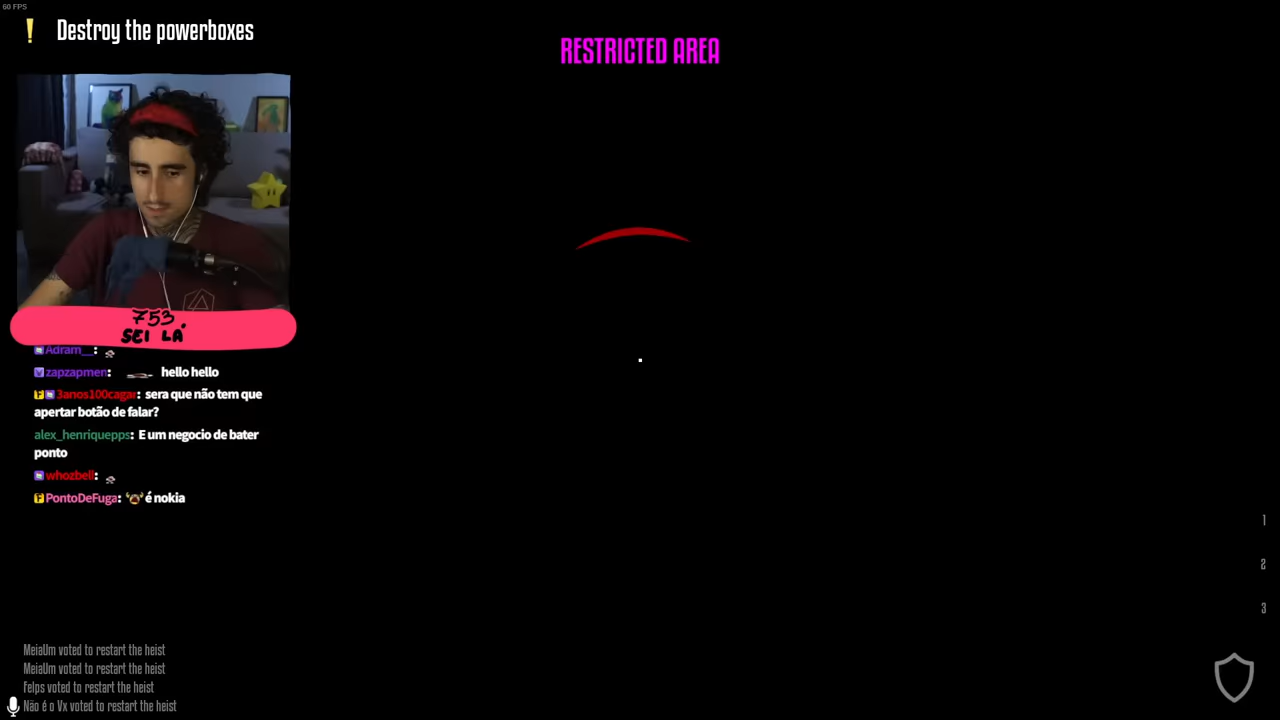 60 FPS
! Destroy the powerboxes
RESTRICTED AREA
753
SEI LÁ
Adram__:
zapzapmen: hello hello
3anos100cagar: sera que não tem que
apertar botão de falar?
alex_henriquepps: E um negocio de bater
ponto
whozbell:
PontoDeFuga: é nokia
1
2
3
MeiaUm voted to restart the heist
MeiaUm voted to restart the heist
felps voted to restart the heist
Não é o Vx voted to restart the heist